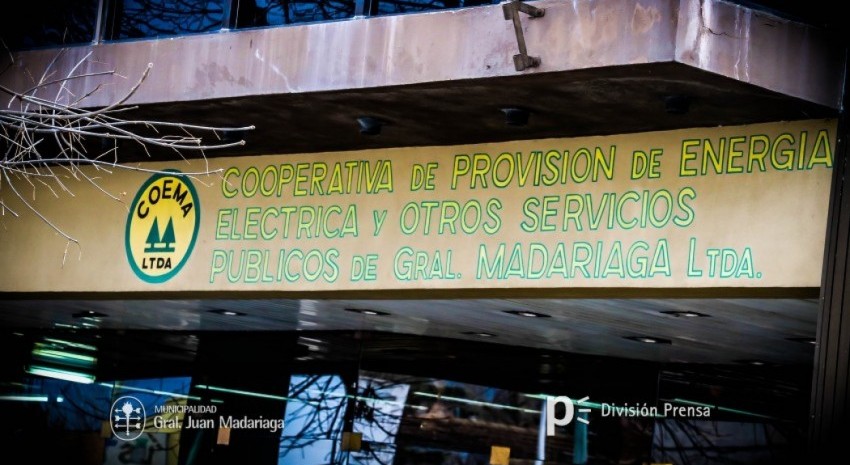 COEMA
LTDA
COOPERATIVA DE PROVISION DE ENERGIA
ELECTRICA Y OTROS SERVICIOS
PUBLICOS DE GRAL. MADARIAGA LTDA.
MUNICIPALIDAD
Gral. Juan Madariaga
p División Prensa